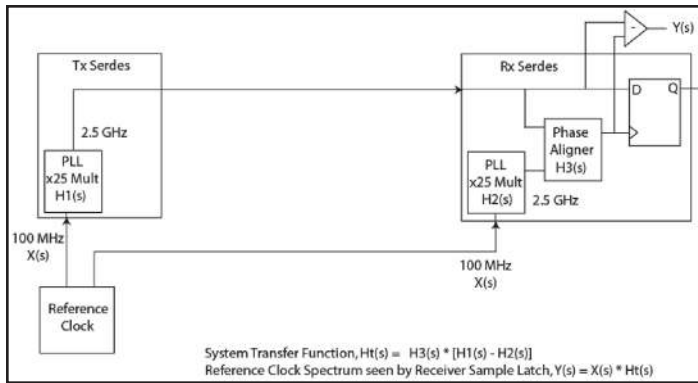 Tx Serdes
2.5 GHz
PLL
x25 Mult
H1(s)
100 MHz
X(s)
Reference
Clock
Rx Serdes
-
Y(s)
D
Q
Phase
Aligner
H3(s)
PLL
x25 Mult
H2(s)
2.5 GHz
100 MHz
X(s)
System Transfer Function, Ht(s) = H3(s) * [H1(s) - H2(s)]
Reference Clock Spectrum seen by Receiver Sample Latch, Y(s) = X(s) * Ht(s)